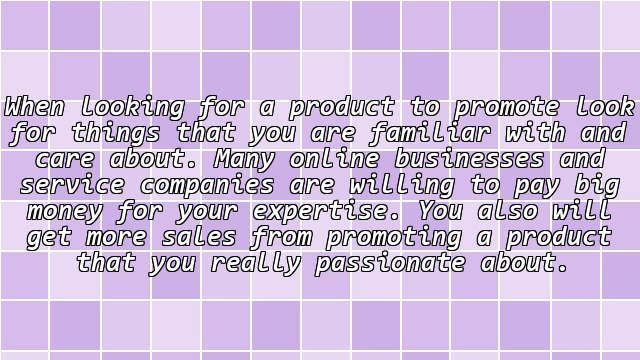 When looking for a product to promote look
for things that you are familiar with and
care about. Many online businesses and
service companies are willing to pay big
money for your expertise. You also will
get more sales from promoting a product
that you really passionate about.